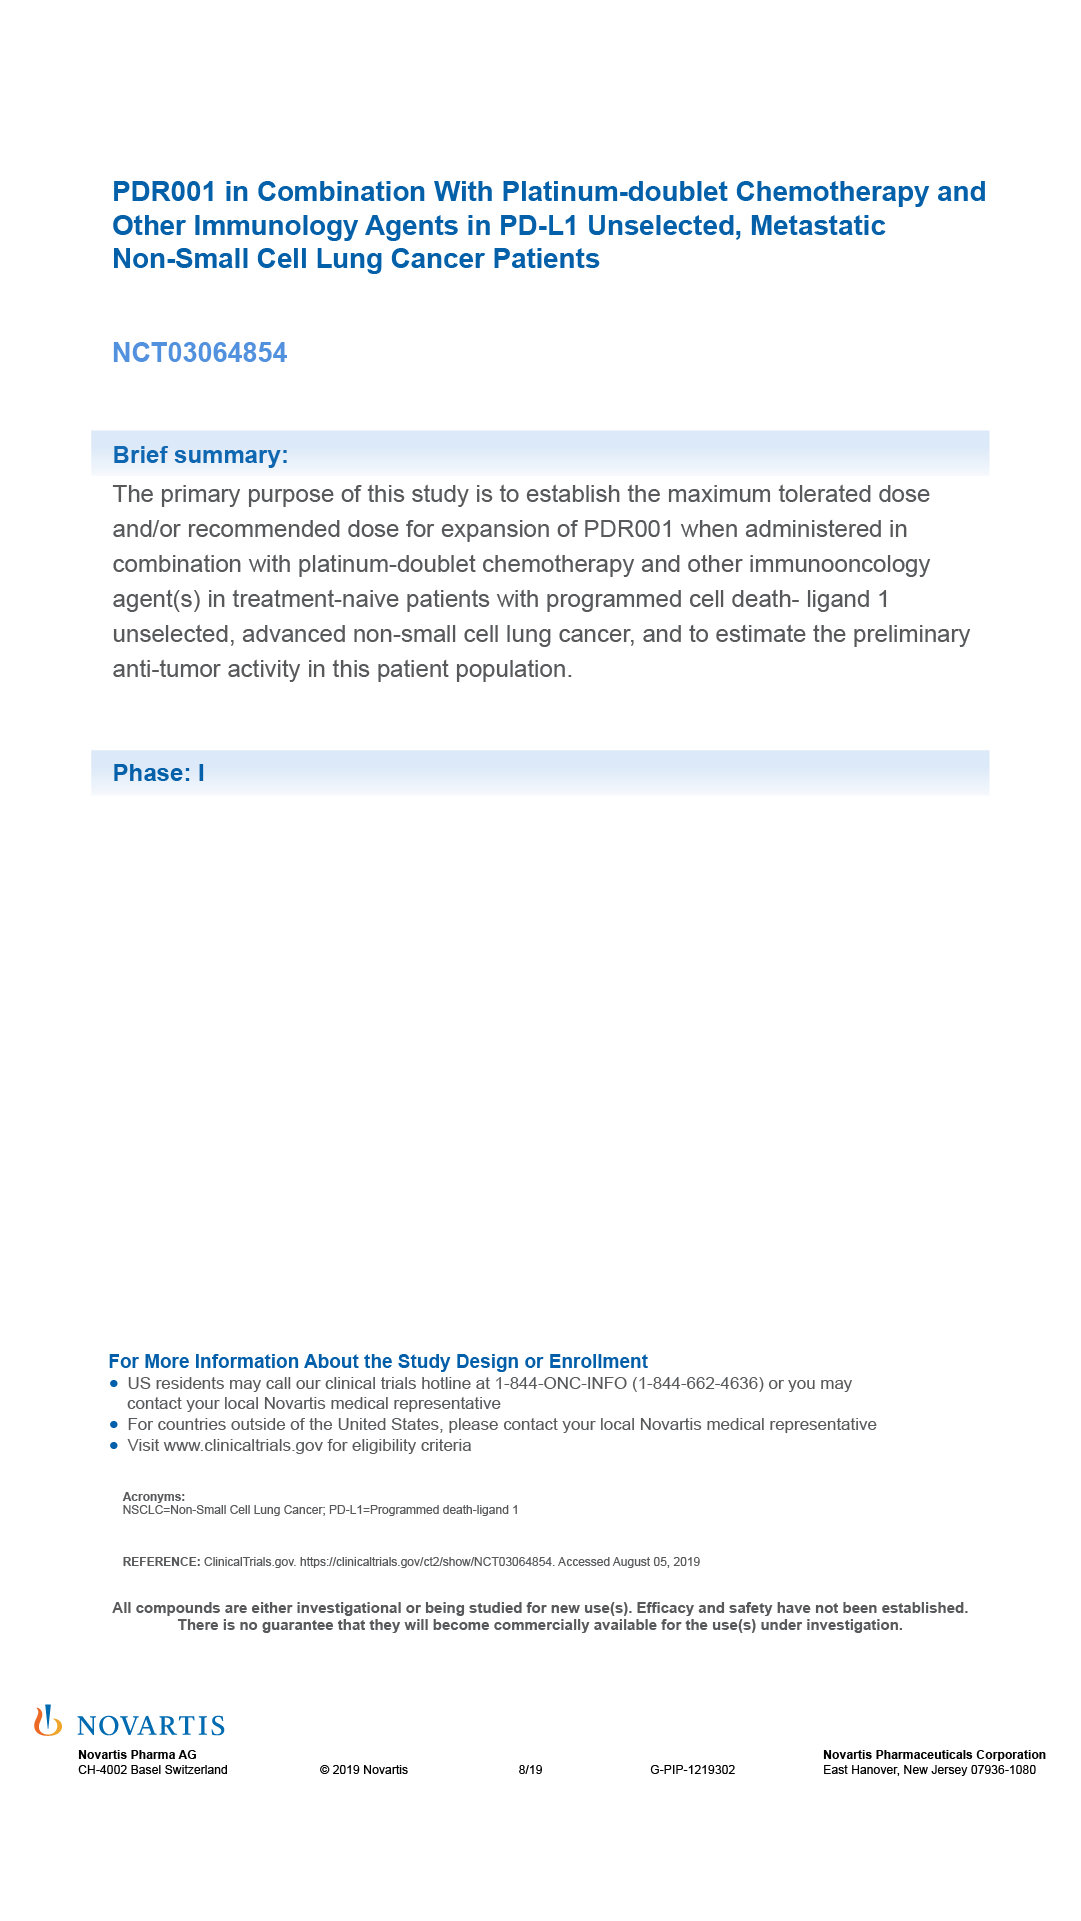 PDR001 in Combination With Platinum-doublet Chemotherapy and
Other Immunology Agents in PD-L1 Unselected, Metastatic
Non-Small Cell Lung Cancer Patients
NCT03064854
Brief summary:
The primary purpose of this study is to establish the maximum tolerated dose
and/or recommended dose for expansion of PDR001 when administered in
combination with platinum-doublet chemotherapy and other immunooncology
agent(s) in treatment-naive patients with programmed cell death- ligand 1
unselected, advanced non-small cell lung cancer, and to estimate the preliminary
anti-tumor activity in this patient population.
Phase: I
For More Information About the Study Design or Enrollment
● US residents may call our clinical trials hotline at 1-844-ONC-INFO (1-844-662-4636) or you may
contact your local Novartis medical representative
● For countries outside of the United States, please contact your local Novartis medical representative
● Visit www.clinicaltrials.gov for eligibility criteria
Acronyms:
NSCLC=Non-Small Cell Lung Cancer; PD-L1=Programmed death-ligand 1
REFERENCE: ClinicalTrials.gov. https://clinicaltrials.gov/ct2/show/NCT03064854. Accessed August 05, 2019
All compounds are either investigational or being studied for new use(s). Efficacy and safety have not been established.
There is no guarantee that they will become commercially available for the use(s) under investigation.
NOVARTIS
Novartis Pharma AG Novartis Pharmaceuticals Corporation
CH-4002 Basel Switzerland © 2019 Novartis 8/19 G-PIP-1219302 East Hanover, New Jersey 07936-1080